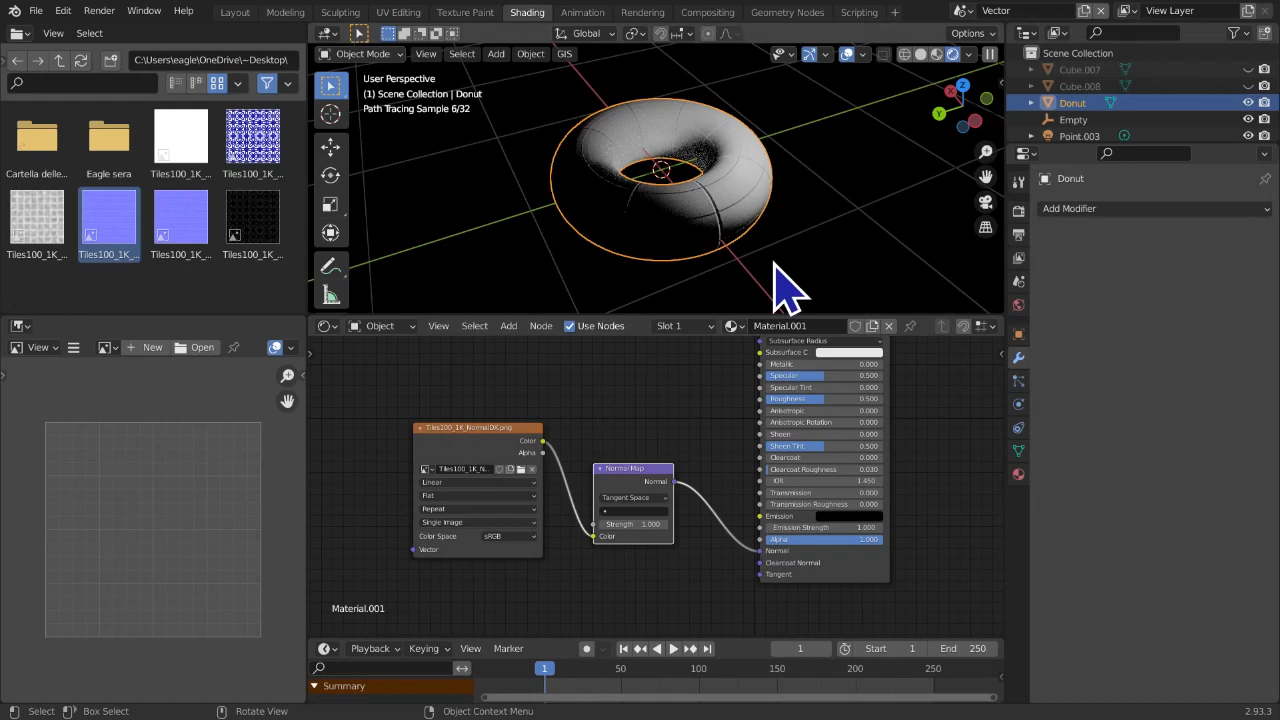 File Edit Render Window Help Layout Modeling Sculpting UV Editing Texture Paint Shading Animation Rendering Compositing Geometry Nodes Scripting + Vector View Layer
View Select
Global Options
C:\Users\eagle\OneDrive\~Desktop\
Object Mode View Select Add Object GIS
User Perspective
(1) Scene Collection | Donut
Path Tracing Sample 6/32
Z
Y
Scene Collection
Cube.007
Cube.008
Donut
Empty
Point.003
Donut
Add Modifier
Cartella delle...
Eagle sera
Tiles100_1K_...
Tiles100_1K_...
Tiles100_1K_...
Tiles100_1K_...
Tiles100_1K_...
Tiles100_1K_...
View + New Open
Object View Select Add Node Use Nodes Slot 1 Material.001
Subsurface Radius
Subsurface C
Metallic 0.000
Specular 0.500
Specular Tint 0.000
Roughness 0.500
Anisotropic 0.000
Anisotropic Rotation 0.000
Sheen 0.000
Sheen Tint 0.500
Clearcoat 0.000
Clearcoat Roughness 0.030
IOR 1.450
Transmission 0.000
Transmission Roughness 0.000
Emission
Emission Strength 1.000
Alpha 1.000
Normal
Clearcoat Normal
Tangent
Tiles100_1K_NormalDX.png
Color
Alpha
Tiles100_1K_N...
Linear
Flat
Repeat
Single Image
Color Space sRGB
Vector
Normal Map
Normal
Tangent Space
Strength 1.000
Color
Material.001
Playback Keying View Marker 1 Start 1 End 250
1 50 100 150 200 250
Summary
Select Box Select Rotate View Object Context Menu 2.93.3